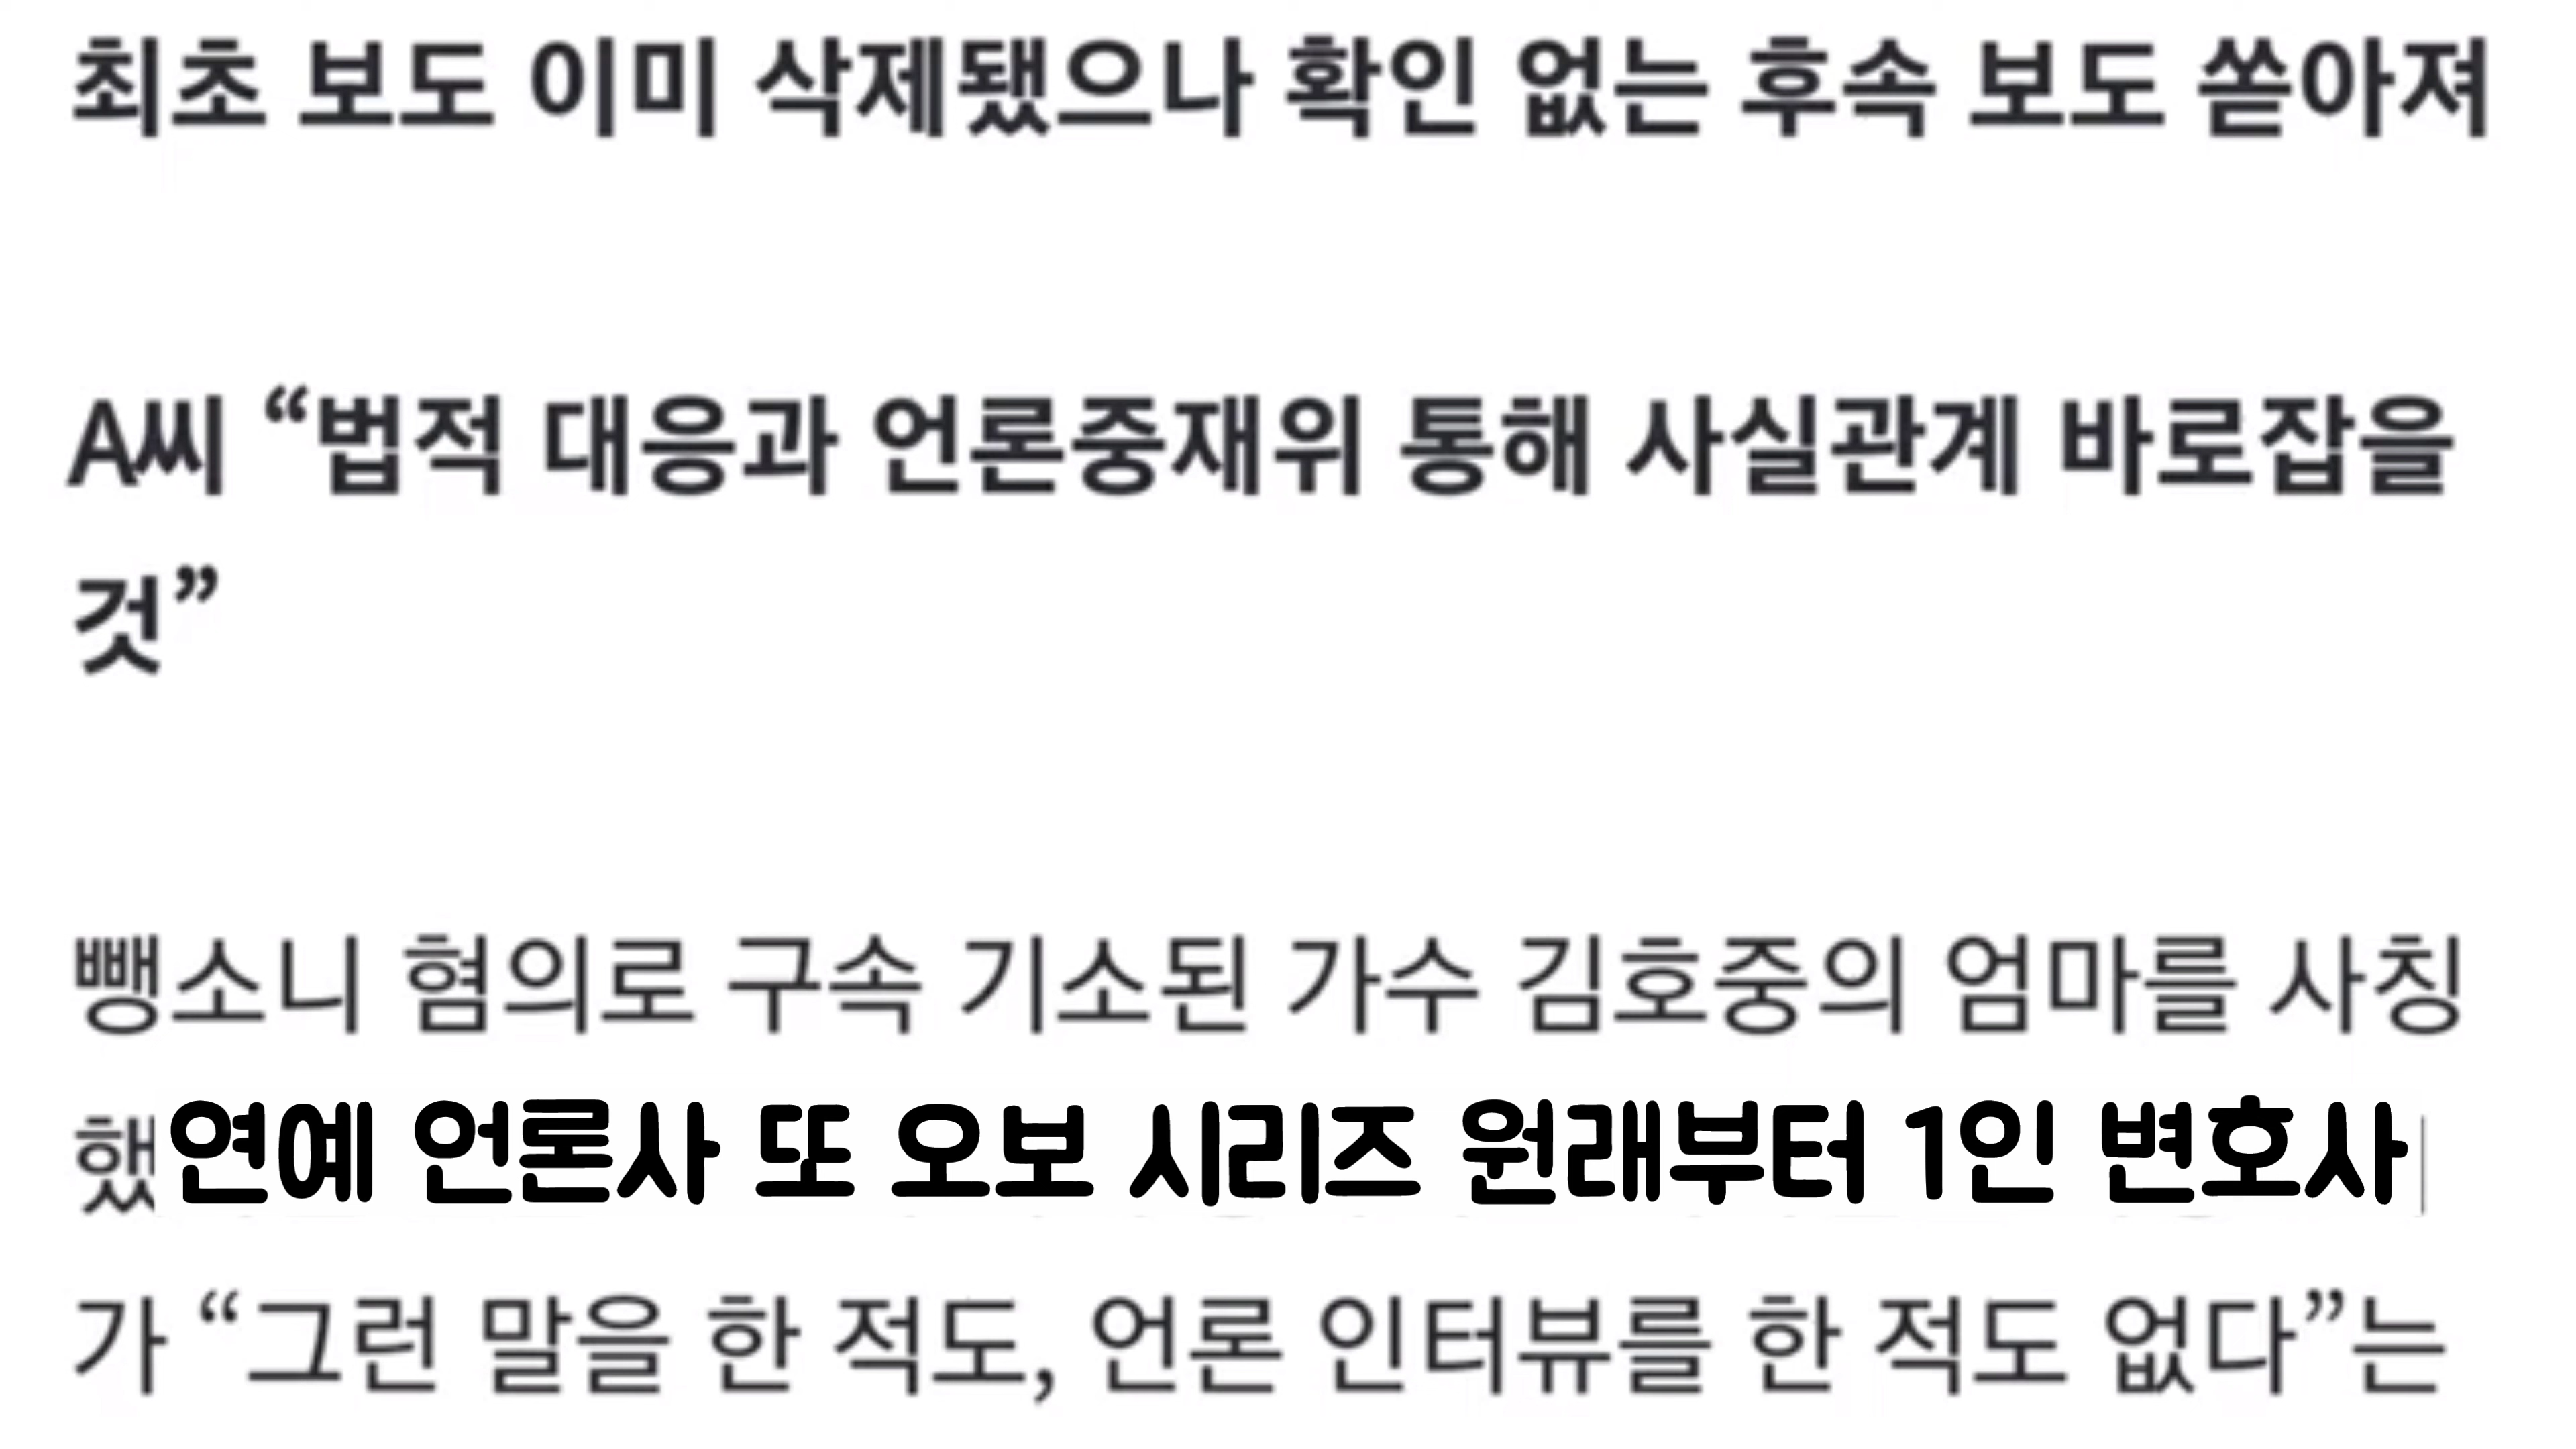 최초 보도 이미 삭제됐으나 확인 없는 후속 보도 쏟아져
A씨 “법적 대응과 언론중재위 통해 사실관계 바로잡을
것”
뺑소니 혐의로 구속 기소된 가수 김호중의 엄마를 사칭
했
연예 언론사 또 오보 시리즈 원래부터 1인 변호사
가 “그런 말을 한 적도, 언론 인터뷰를 한 적도 없다”는